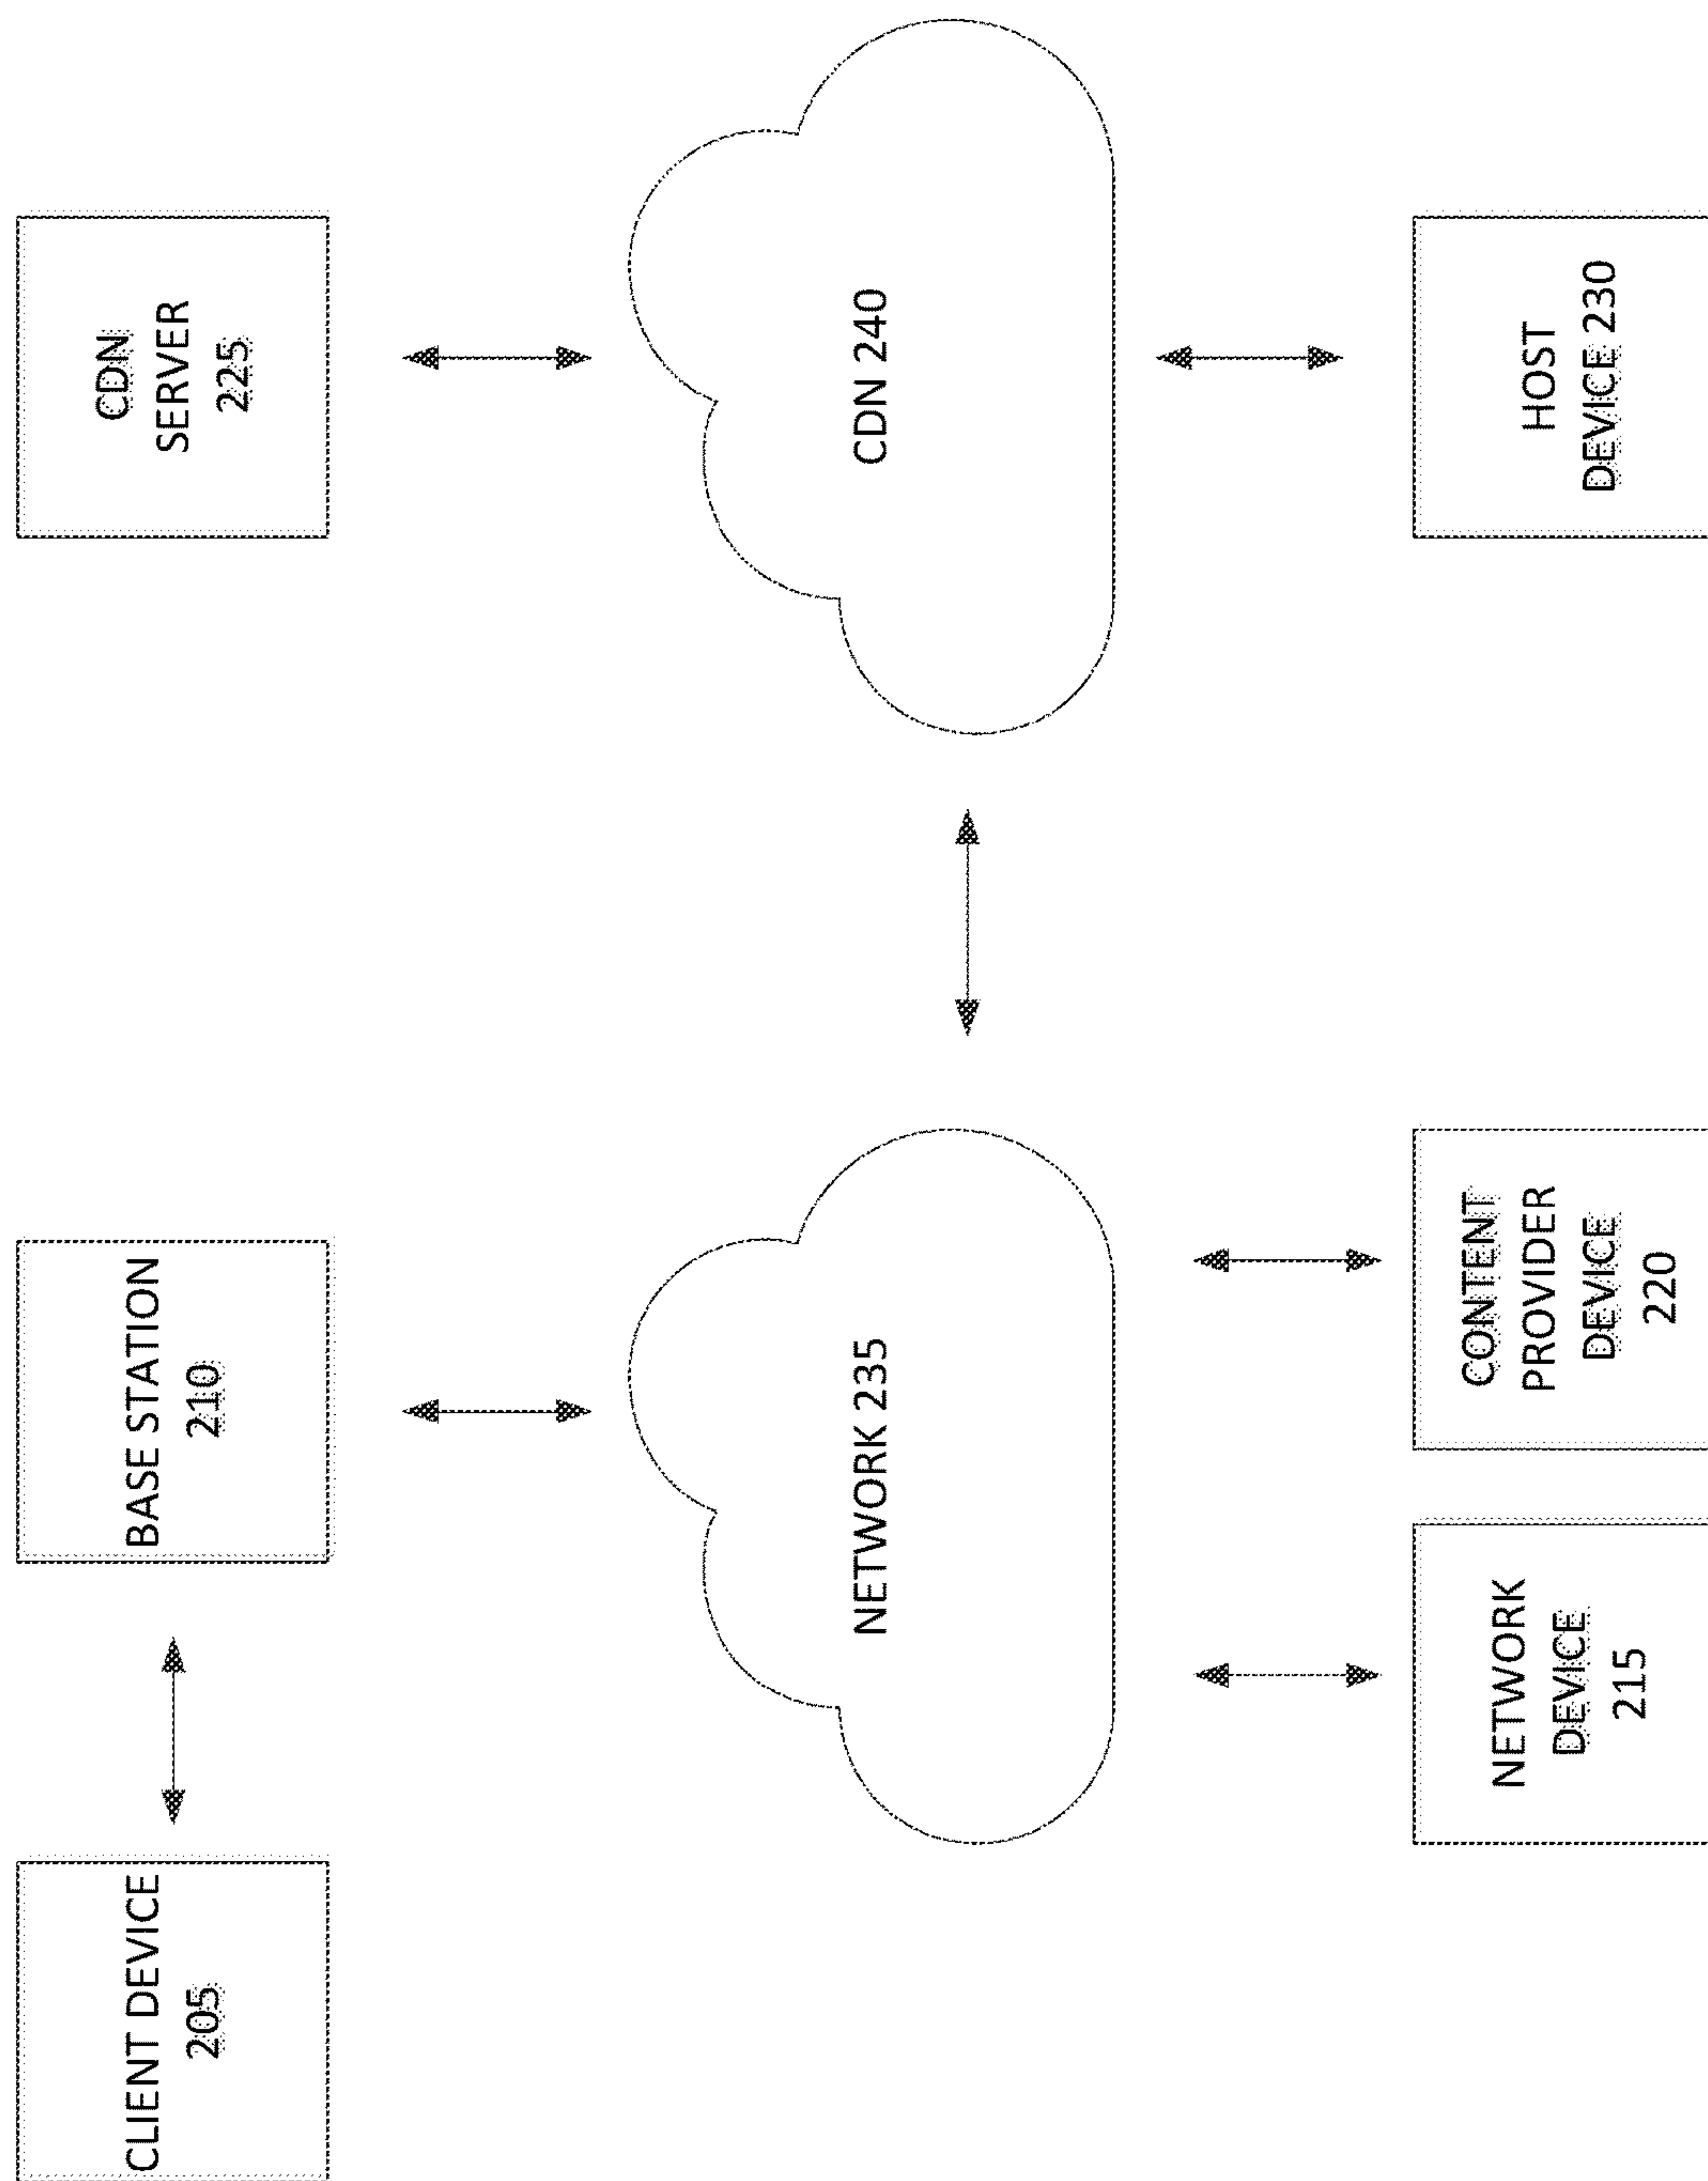 CLIENT DEVICE
205
BASE STATION
210
CDN
SERVER
225
NETWORK 235
CDN 240
NETWORK
DEVICE
215
CONTENT
PROVIDER
DEVICE
220
HOST
DEVICE 230